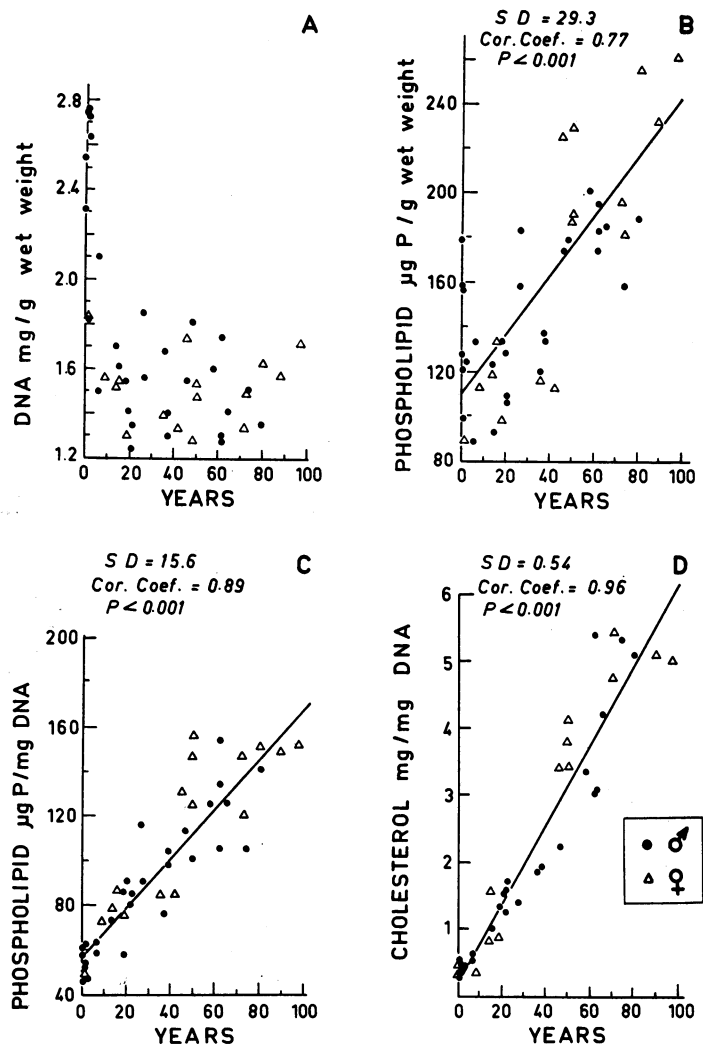 A
DNA mg/g wet weight
2.8
2.4
2.0
1.6
1.2
0 20 40 60 80 100
YEARS
S D = 29.3
Cor. Coef. = 0.77
P < 0.001
B
PHOSPHOLIPID µg P/g wet weight
240
200
160
120
80
0 20 40 60 80 100
YEARS
S D = 15.6
Cor. Coef. = 0.89
P < 0.001
C
PHOSPHOLIPID µg P/mg DNA
200
160
120
80
40
0 20 40 60 80 100
YEARS
S D = 0.54
Cor. Coef. = 0.96
P < 0.001
D
CHOLESTEROL mg/mg DNA
6
5
4
3
2
1
0 20 40 60 80 100
YEARS
♂
♀